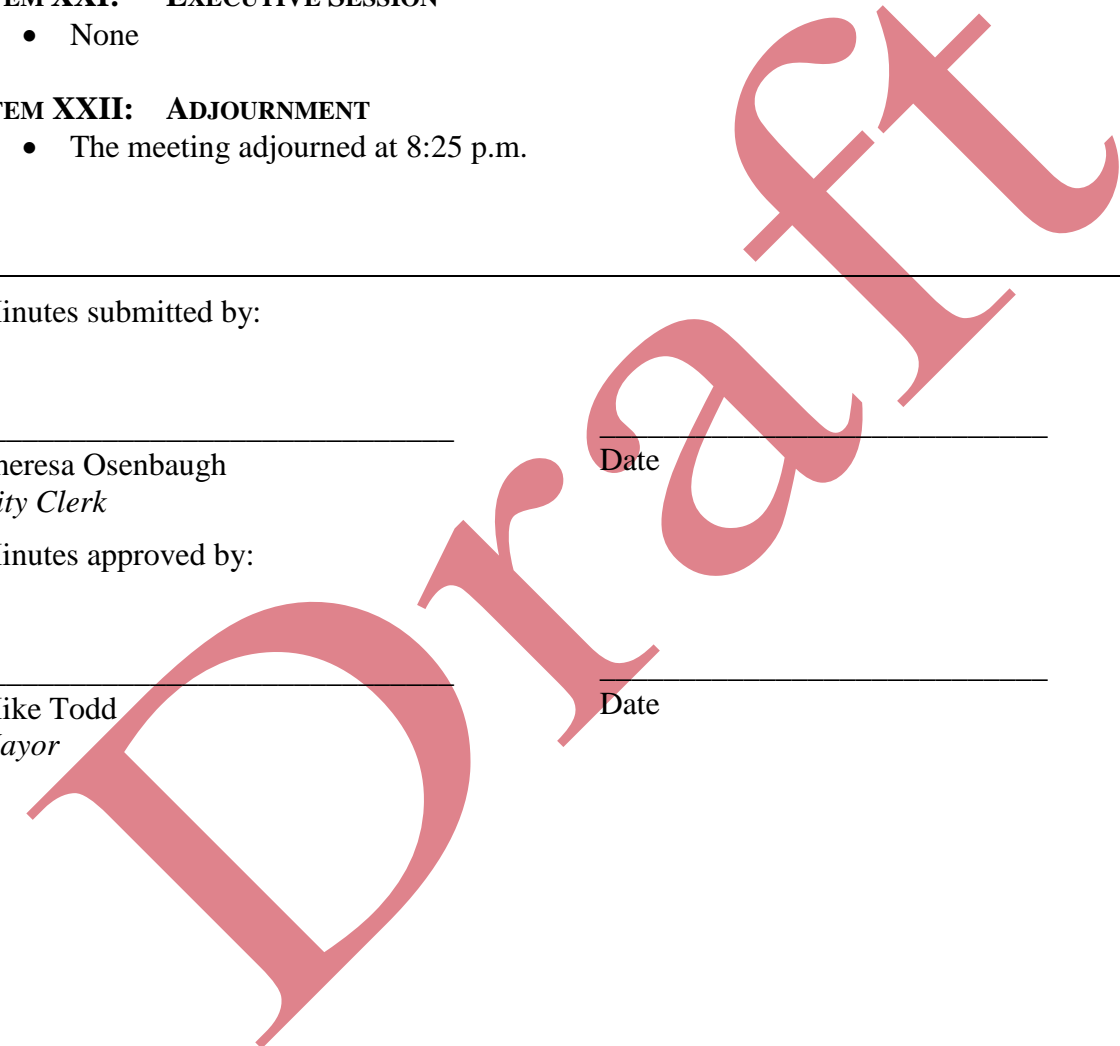 EM XXI: EXECUTIVE SESSION
• None
TEM XXII: ADJOURNMENT
• The meeting adjourned at 8:25 p.m.
inutes submitted by:
heresa Osenbaugh
Date
ity Clerk
inutes approved by:
ike Todd
Date
ayor
Draft